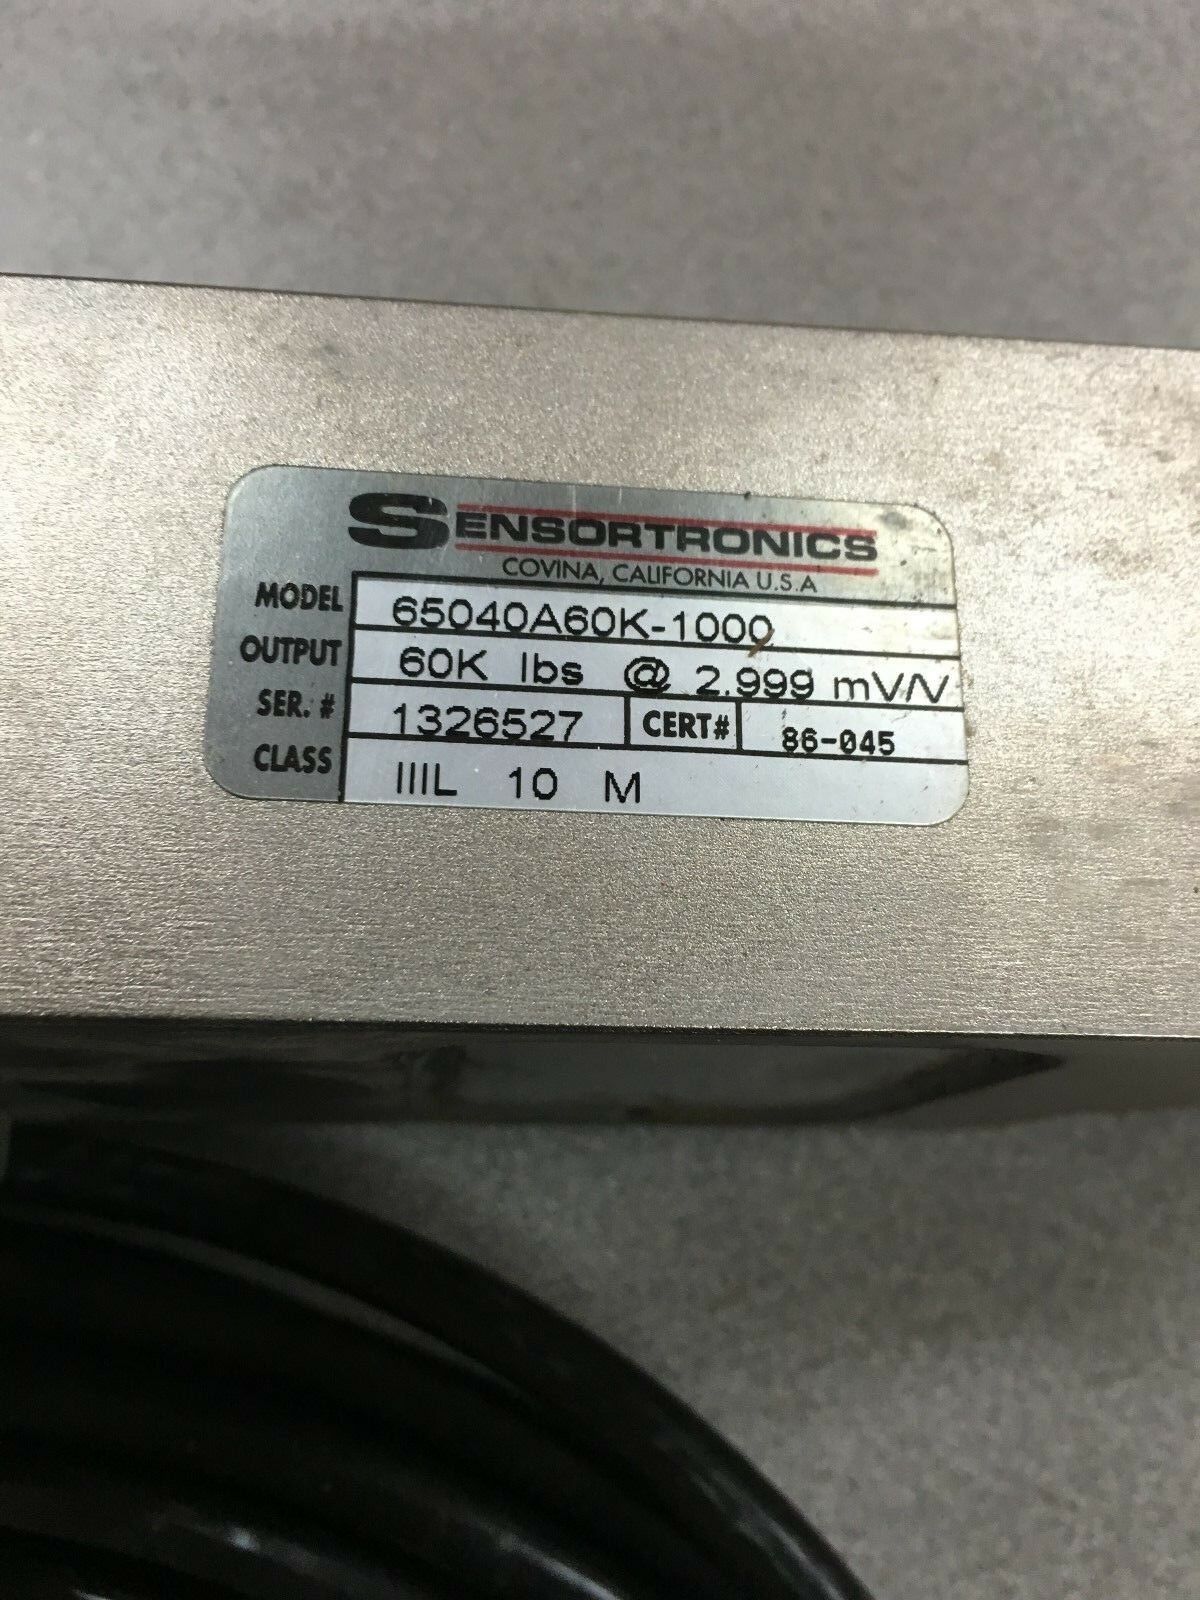 SENSORTRONICS
COVINA, CALIFORNIA U.S.A
MODEL 65040A60K-1000
OUTPUT 60K lbs @ 2.999 mV/V
SER. # 1326527 CERT# 86-045
CLASS IIIL 10 M